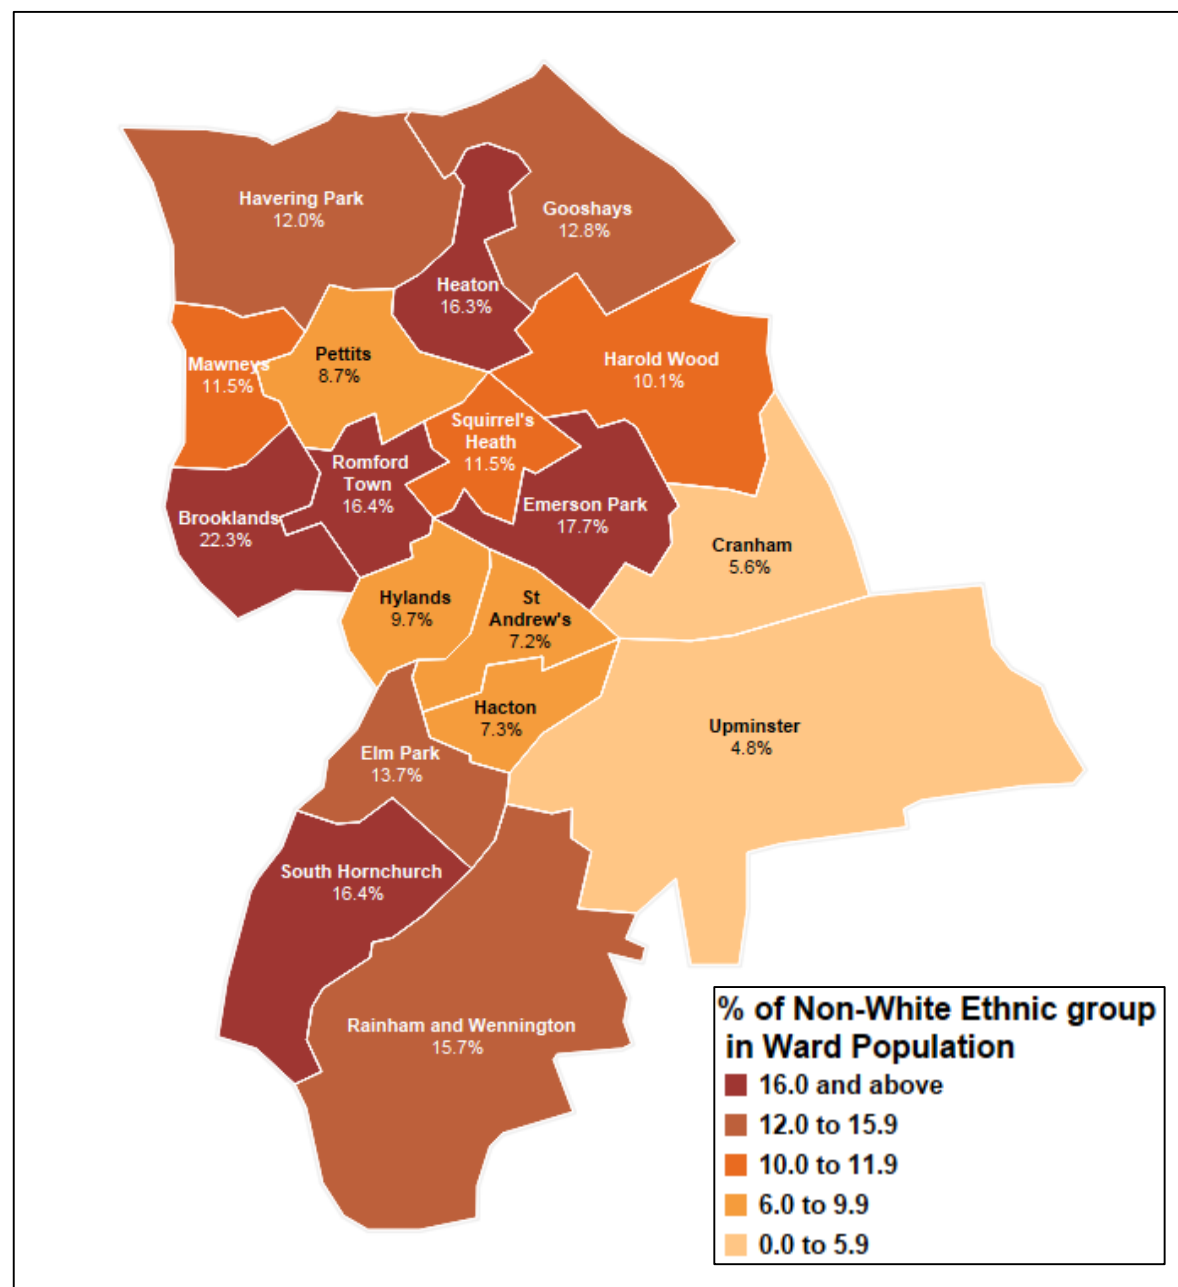 Havering Park
12.0%
Gooshays
12.8%
Heaton
16.3%
Mawneys
11.5%
Pettits
8.7%
Harold Wood
10.1%
Squirrel's
Heath
11.5%
Romford
Town
16.4%
Emerson Park
17.7%
Brooklands
22.3%
Cranham
5.6%
Hylands
9.7%
St
Andrew's
7.2%
Hacton
7.3%
Upminster
4.8%
Elm Park
13.7%
South Hornchurch
16.4%
Rainham and Wennington
15.7%
% of Non-White Ethnic group
in Ward Population
16.0 and above
12.0 to 15.9
10.0 to 11.9
6.0 to 9.9
0.0 to 5.9